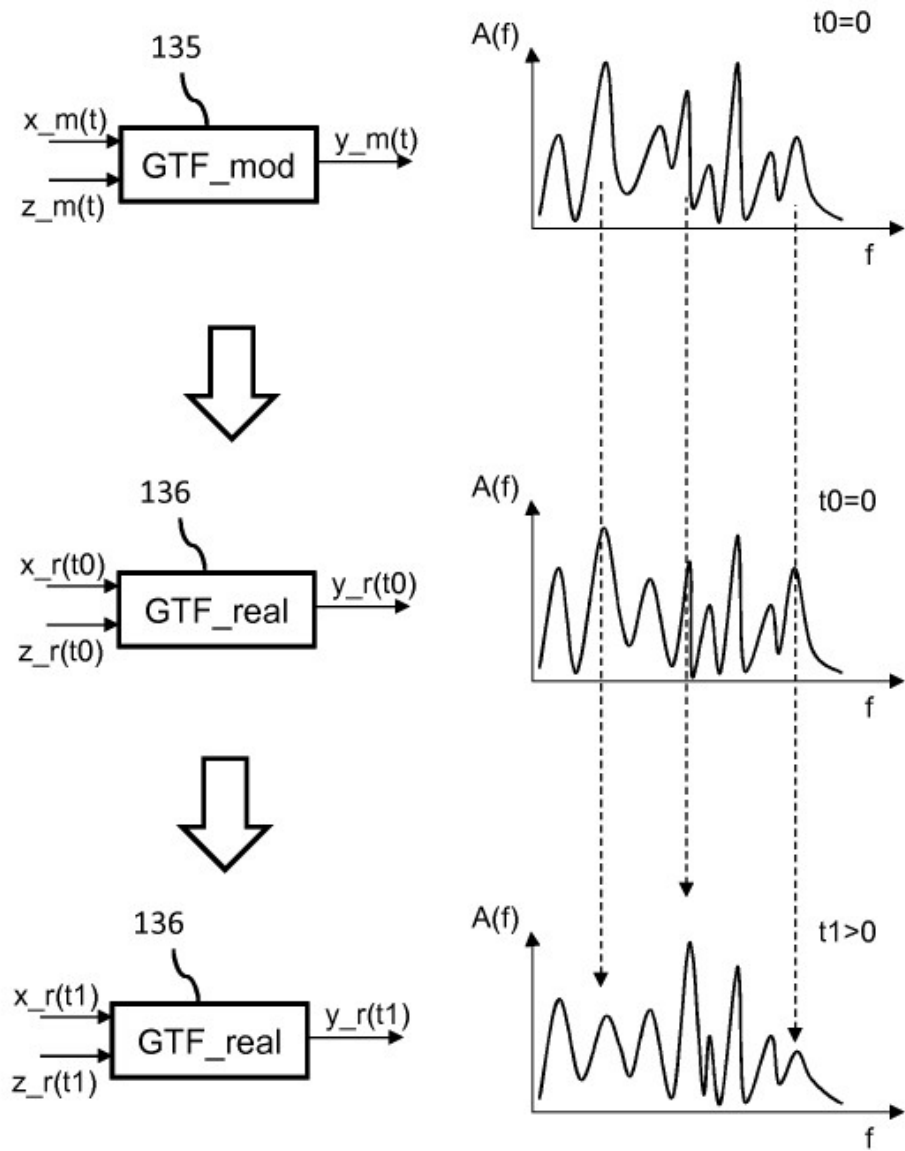 135
x_m(t)
z_m(t)
GTF_mod
y_m(t)
A(f)
t0=0
f
136
x_r(t0)
z_r(t0)
GTF_real
y_r(t0)
A(f)
t0=0
f
136
x_r(t1)
z_r(t1)
GTF_real
y_r(t1)
A(f)
t1>0
f